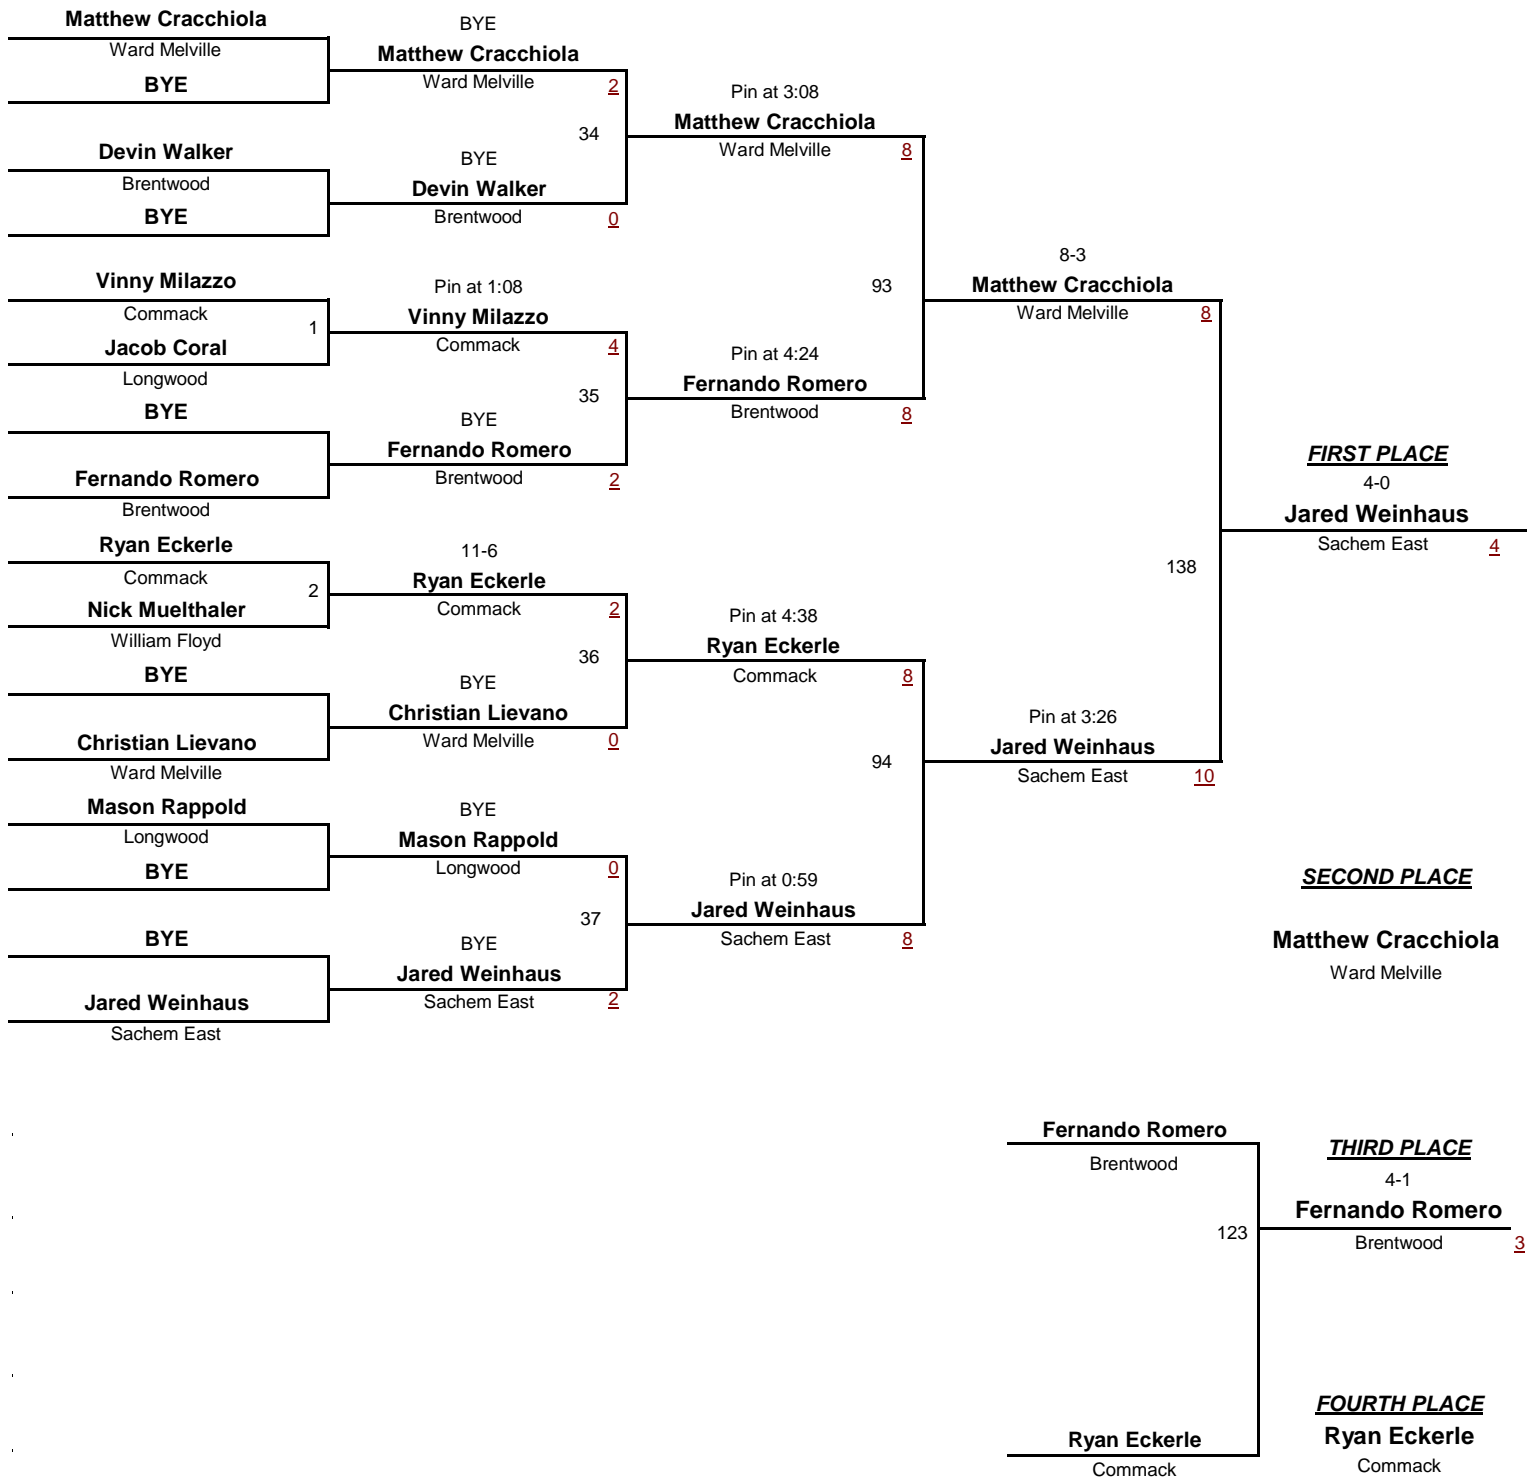 Matthew Cracchiola
Ward Melville
BYE
Devin Walker
Brentwood
BYE
Vinny Milazzo
Commack
1
Jacob Coral
Longwood
BYE
Fernando Romero
Brentwood
Ryan Eckerle
Commack
2
Nick Muelthaler
William Floyd
BYE
Christian Lievano
Ward Melville
Mason Rappold
Longwood
BYE
BYE
Jared Weinhaus
Sachem East
BYE
Matthew Cracchiola
Ward Melville 2
34
BYE
Devin Walker
Brentwood 0
Pin at 1:08
Vinny Milazzo
Commack 4
35
BYE
Fernando Romero
Brentwood 2
11-6
Ryan Eckerle
Commack 2
36
BYE
Christian Lievano
Ward Melville 0
BYE
Mason Rappold
Longwood 0
37
BYE
Jared Weinhaus
Sachem East 2
Pin at 3:08
Matthew Cracchiola
Ward Melville 8
93
Pin at 4:24
Fernando Romero
Brentwood 8
Pin at 4:38
Ryan Eckerle
Commack 8
94
Pin at 0:59
Jared Weinhaus
Sachem East 8
8-3
Matthew Cracchiola
Ward Melville 8
138
Pin at 3:26
Jared Weinhaus
Sachem East 10
FIRST PLACE
4-0
Jared Weinhaus
Sachem East 4
SECOND PLACE
Matthew Cracchiola
Ward Melville
Fernando Romero
Brentwood
123
Ryan Eckerle
Commack
THIRD PLACE
4-1
Fernando Romero
Brentwood 3
FOURTH PLACE
Ryan Eckerle
Commack